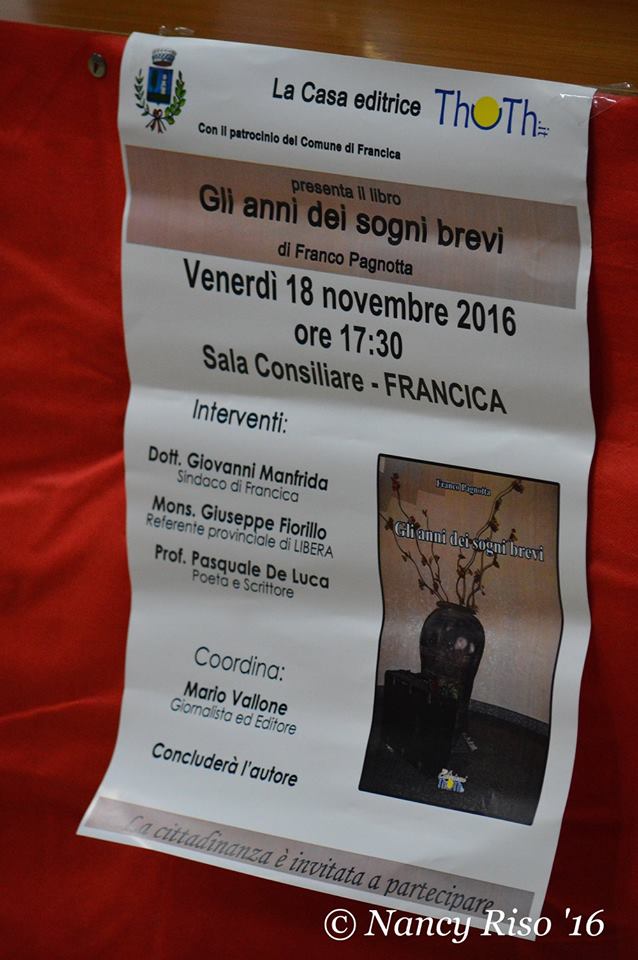 La Casa editrice ThOTh srl
Con il patrocinio del Comune di Francica
presenta il libro
Gli anni dei sogni brevi
di Franco Pagnotta
Venerdì 18 novembre 2016
ore 17:30
Sala Consiliare - FRANCICA
Interventi:
Dott. Giovanni Manfrida
Sindaco di Francica
Mons. Giuseppe Fiorillo
Referente provinciale di LIBERA
Prof. Pasquale De Luca
Poeta e Scrittore
Coordina:
Mario Vallone
Giornalista ed Editore
Concluderà l'autore
Franco Pagnotta
Gli anni dei sogni brevi
Edizioni
ThOTh
La cittadinanza è invitata a partecipare
© Nancy Riso '16